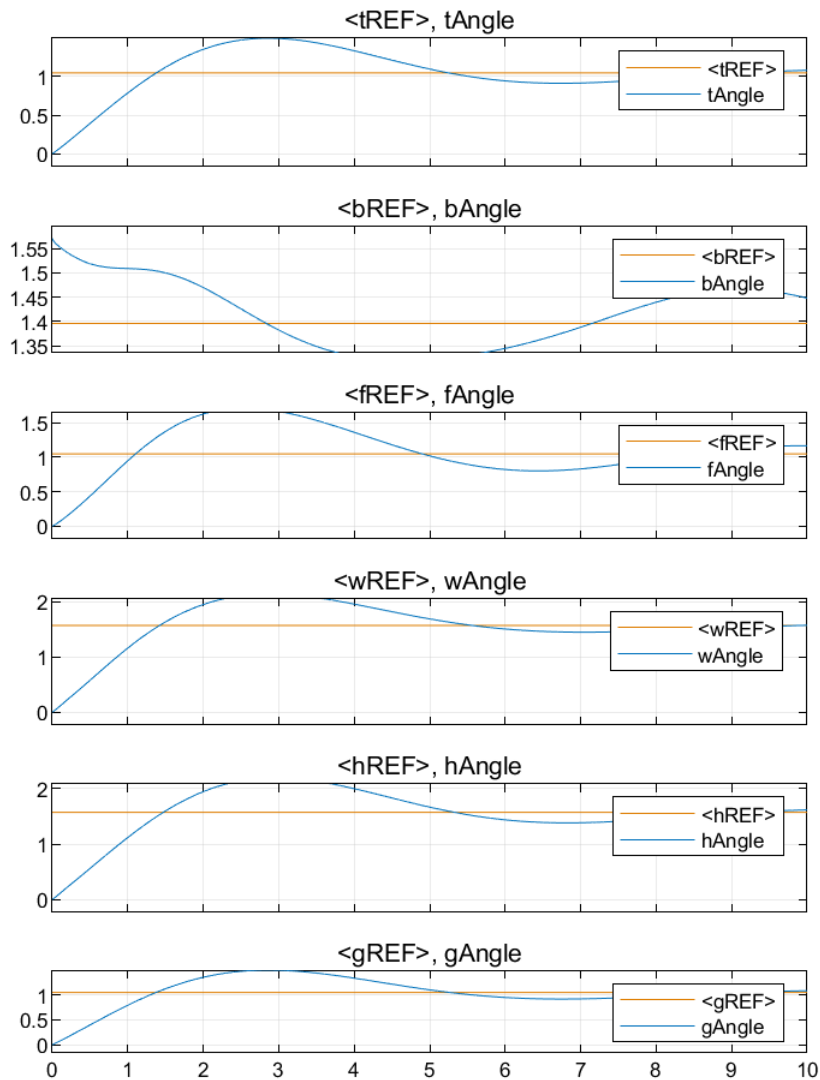 <tREF>, tAngle
1
0.5
0
<tREF>
tAngle
<bREF>, bAngle
1.55
1.5
1.45
1.4
1.35
<bREF>
bAngle
<fREF>, fAngle
1.5
1
0.5
0
<fREF>
fAngle
<wREF>, wAngle
2
1
0
<wREF>
wAngle
<hREF>, hAngle
2
1
0
<hREF>
hAngle
<gREF>, gAngle
1
0.5
0
<gREF>
gAngle
0 1 2 3 4 5 6 7 8 9 10